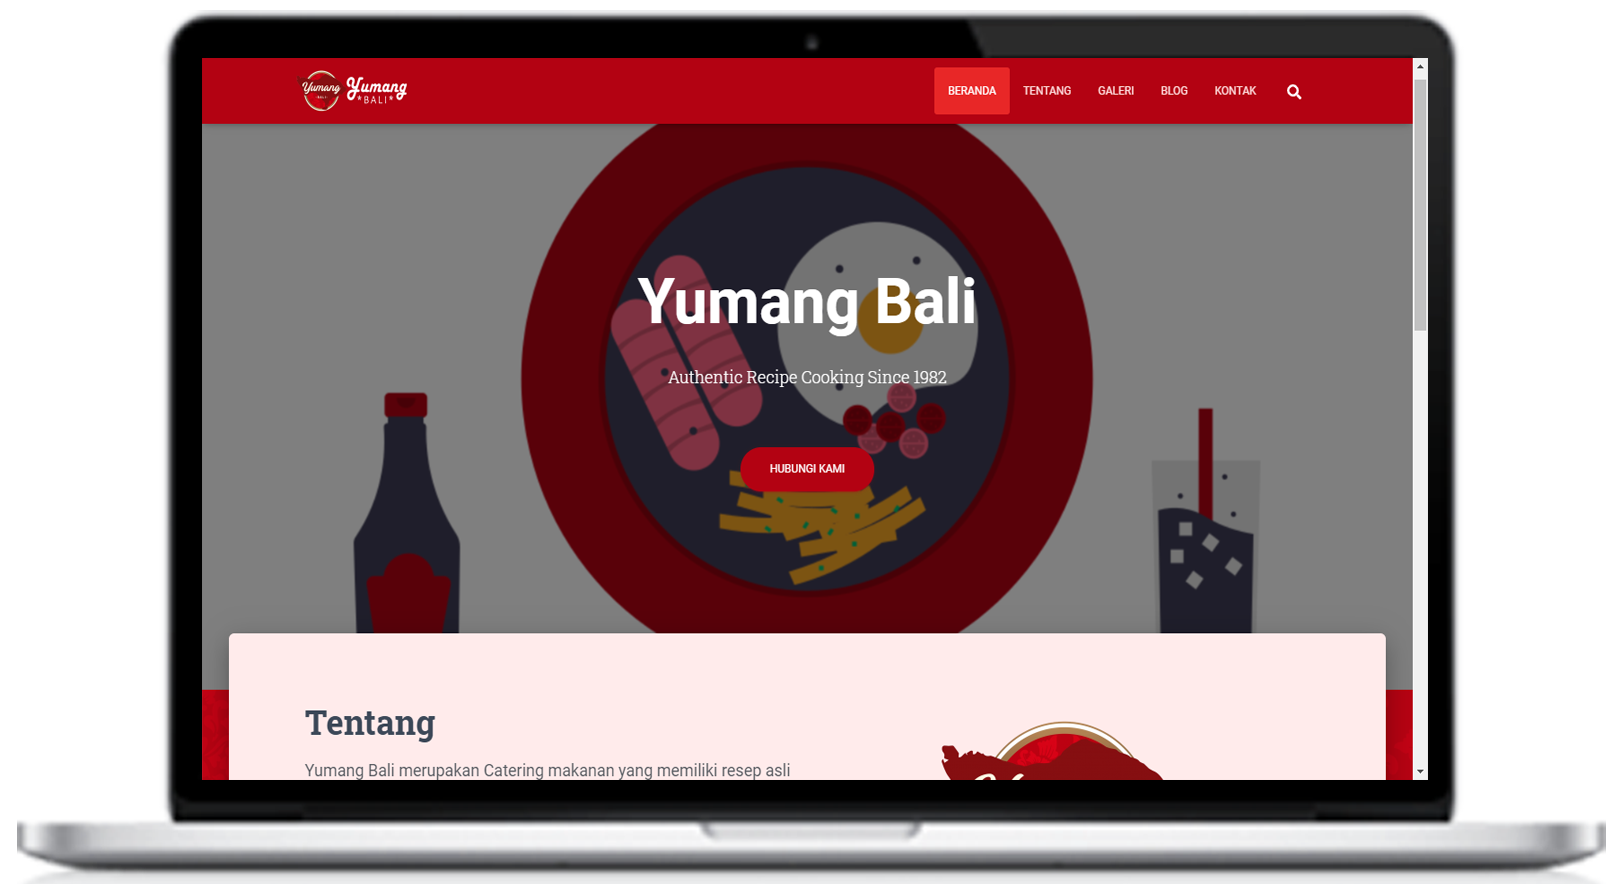 Yumang
BALI
Yumang
*BALI*
BERANDA TENTANG GALERI BLOG KONTAK
Yumang Bali
Authentic Recipe Cooking Since 1982
HUBUNGI KAMI
Tentang
Yumang Bali merupakan Catering makanan yang memiliki resep asli